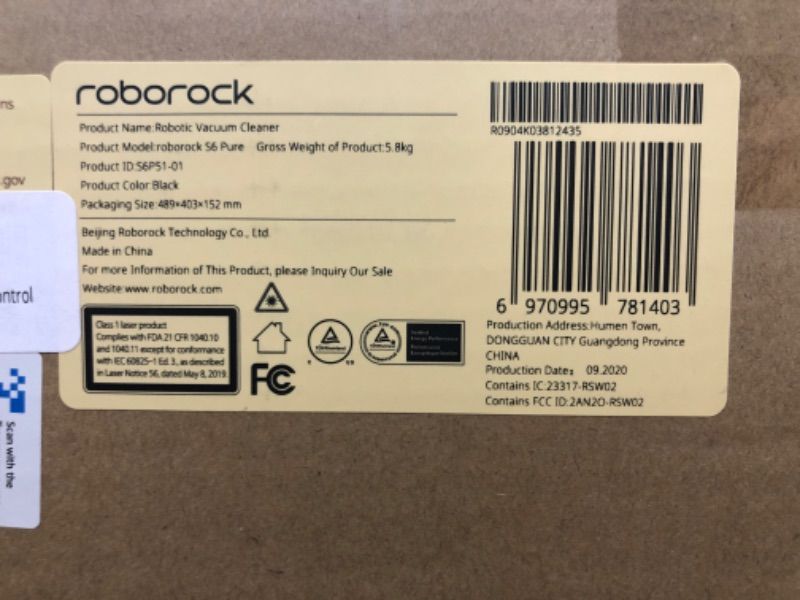 roborock
Product Name:Robotic Vacuum Cleaner
Product Model:roborock S6 Pure Gross Weight of Product:5.8kg
Product ID:S6P51-01
Product Color:Black
Packaging Size:489×403×152 mm
Beijing Roborock Technology Co., Ltd.
Made in China
For more Information of This Product, please Inquiry Our Sale
Website:www.roborock.com
Class 1 laser product
Complies with FDA 21 CFR 1040.10
and 1040.11 except for conformance
with IEC 60825-1 Ed. 3., as described
in Laser Notice 56, dated May 8, 2019.
FC
R0904K03812435
6 970995 781403
Production Address:Humen Town,
DONGGUAN CITY Guangdong Province
CHINA
Production Date: 09.2020
Contains IC:23317-RSW02
Contains FCC ID:2AN2O-RSW02
ns
.gov
ntrol
Scan with the